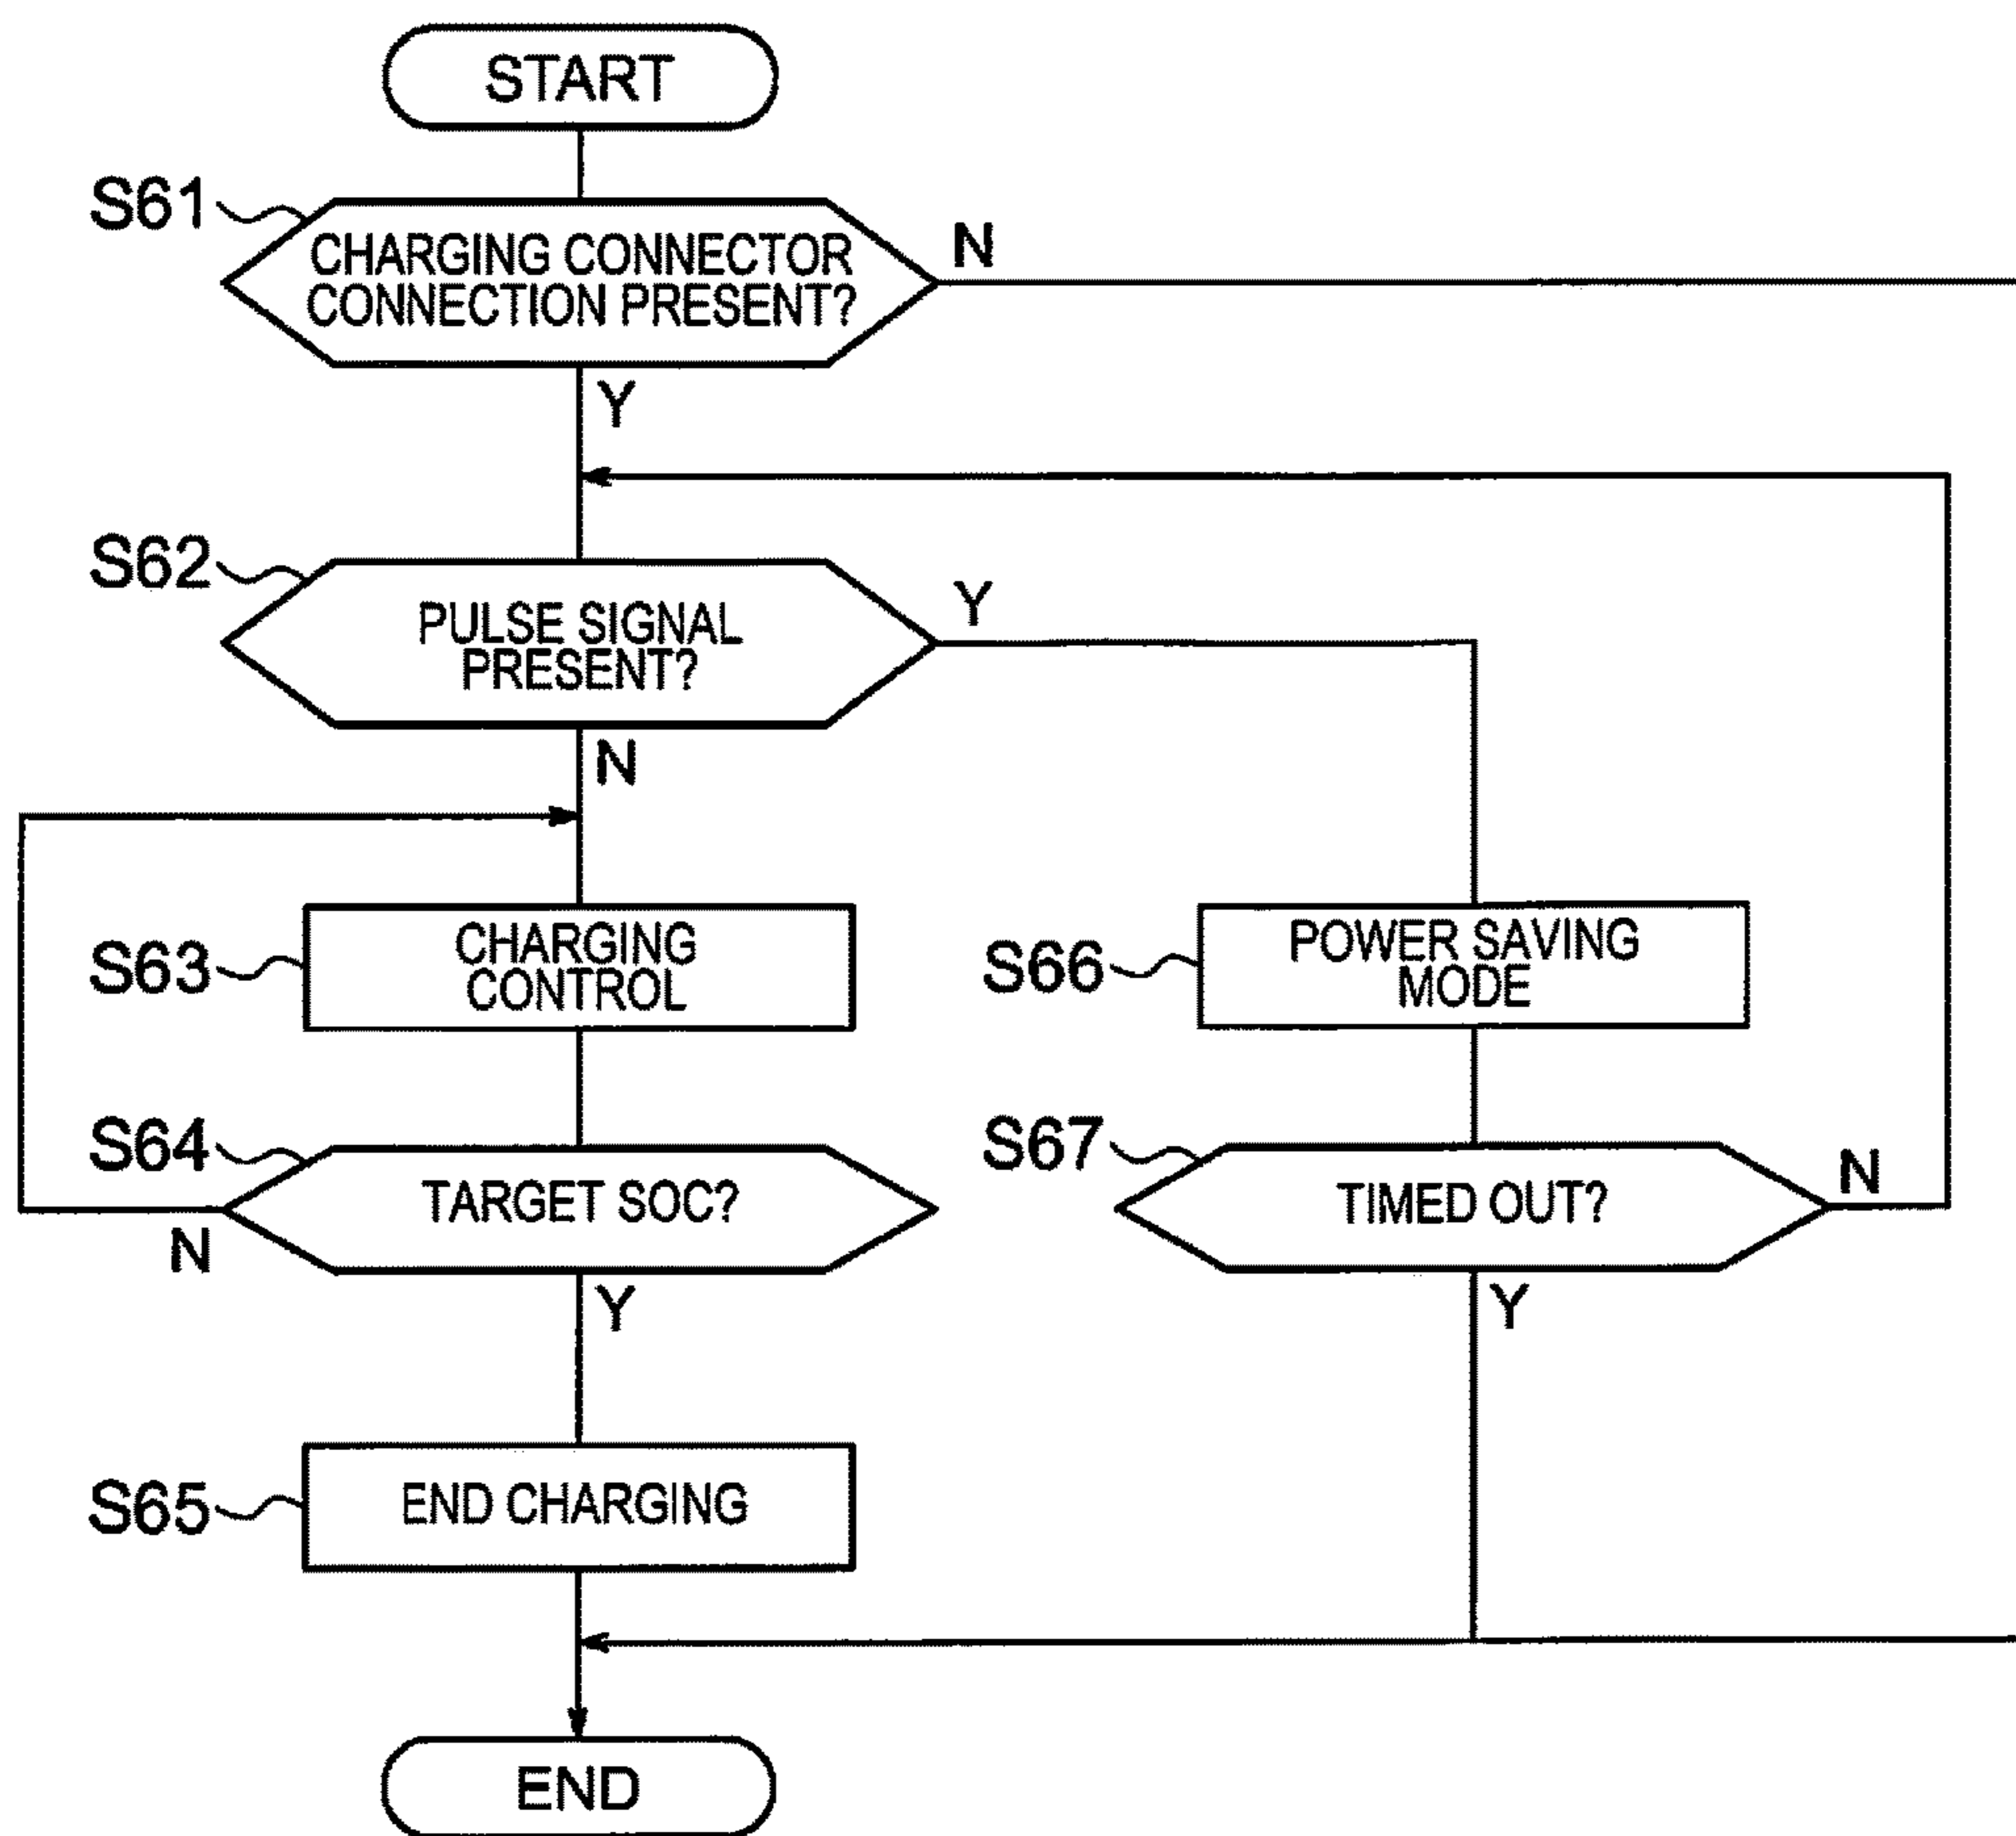 START
S61
CHARGING CONNECTOR
CONNECTION PRESENT?
N
Y
S62
PULSE SIGNAL
PRESENT?
Y
N
S63
CHARGING
CONTROL
S66
POWER SAVING
MODE
S64
TARGET SOC?
N
Y
S67
TIMED OUT?
N
Y
S65
END CHARGING
END